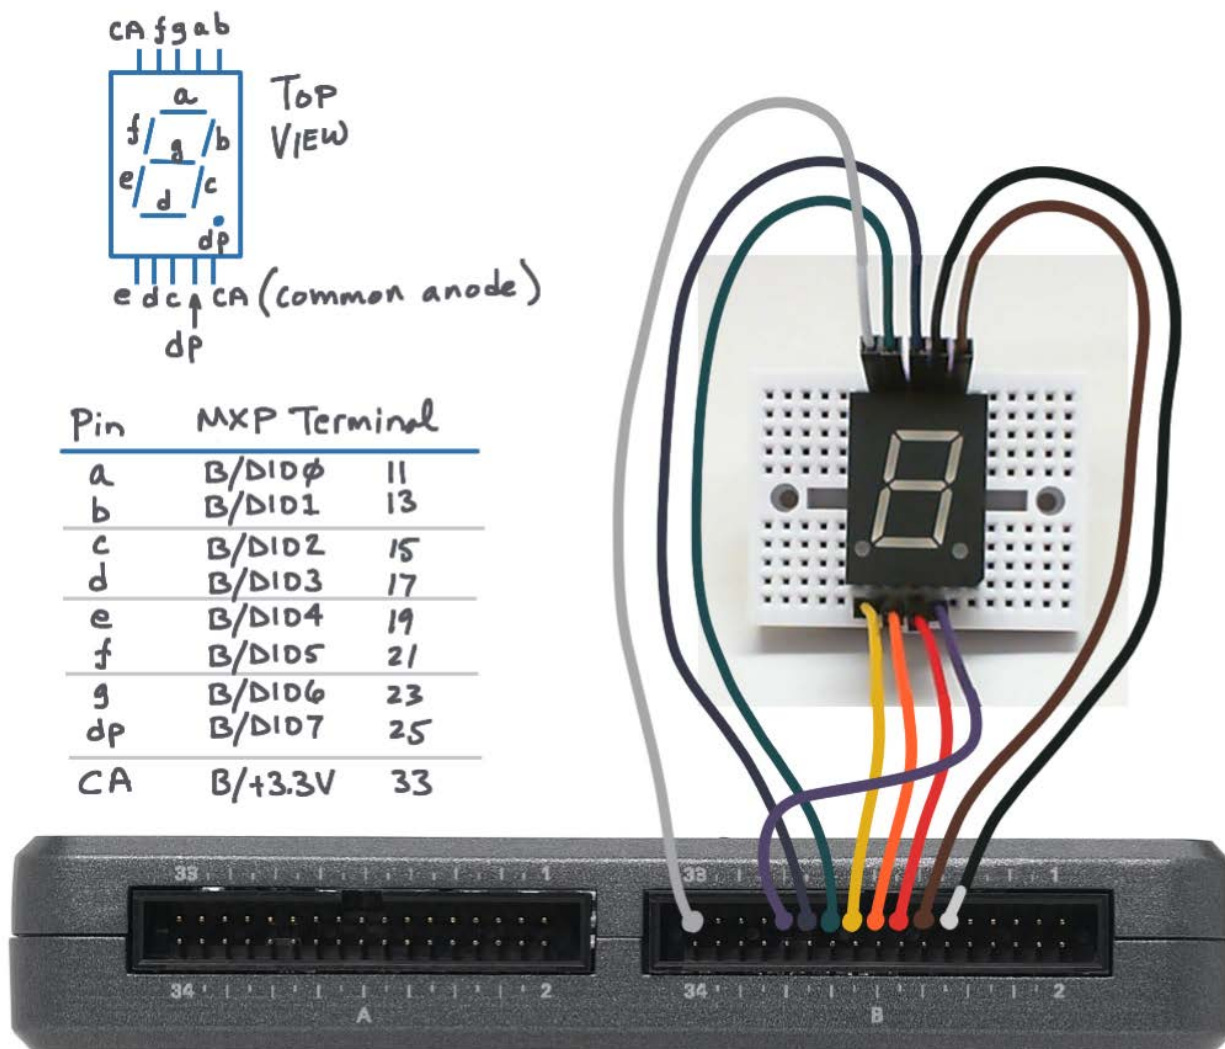 CA f g a b
TOP
VIEW
a
f
b
g
e
c
d
dp
e d c CA (common anode)
dp
Pin MXP Terminal
a B/DIO0 11
b B/DIO1 13
c B/DIO2 15
d B/DIO3 17
e B/DIO4 19
f B/DIO5 21
g B/DIO6 23
dp B/DIO7 25
CA B/+3.3V 33
33 1
33 1
34 2
34 2
A
B